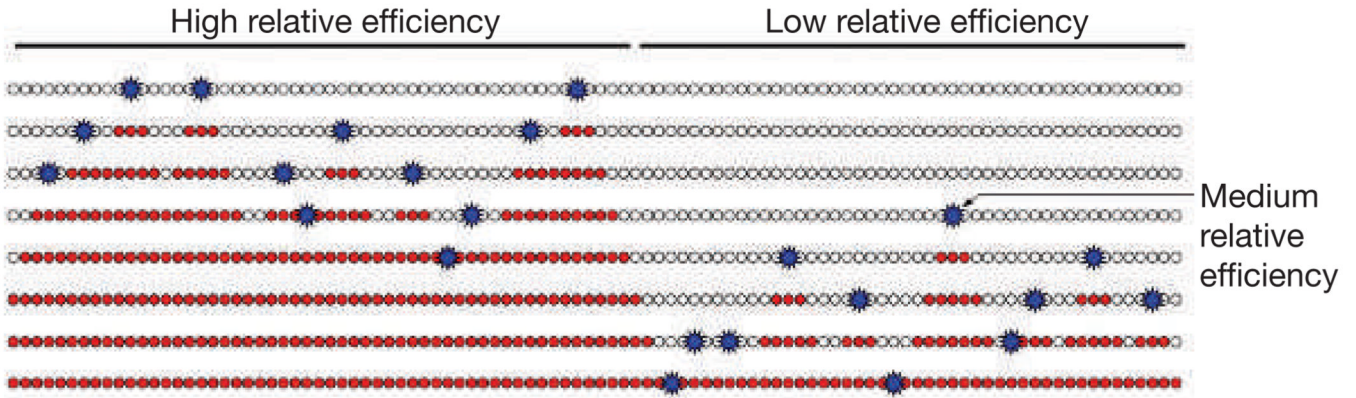 High relative efficiency
Low relative efficiency
Medium
relative
efficiency